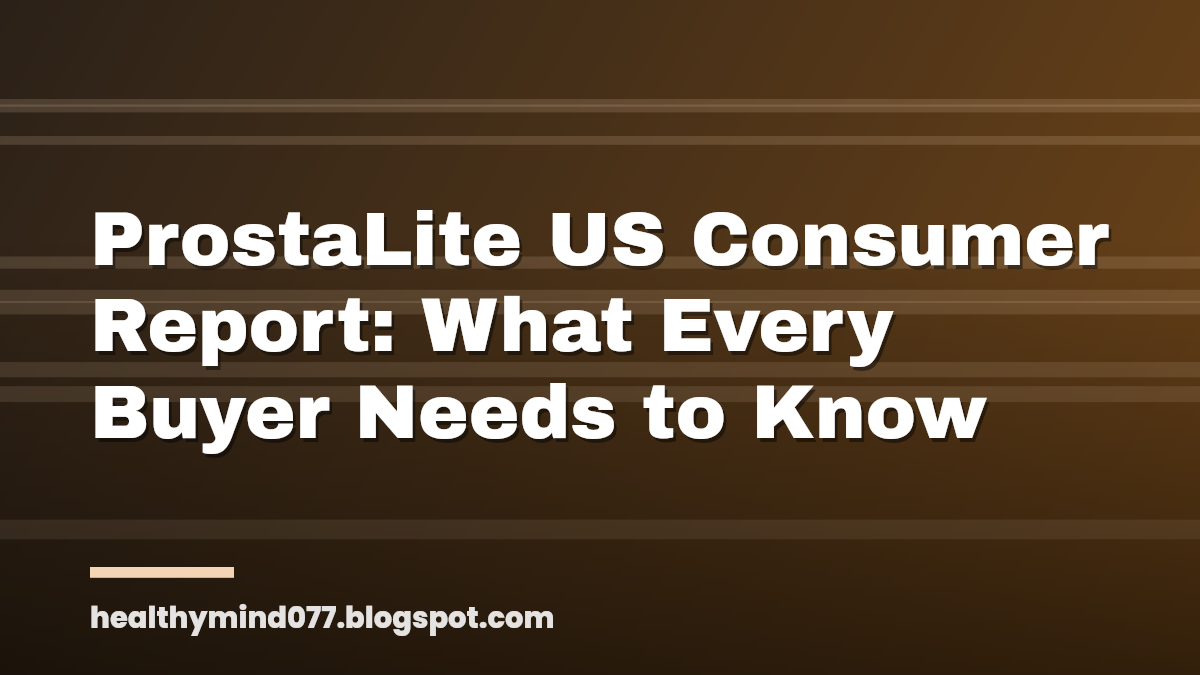 ProstaLite US Consumer
Report: What Every
Buyer Needs to Know
healthymind077.blogspot.com